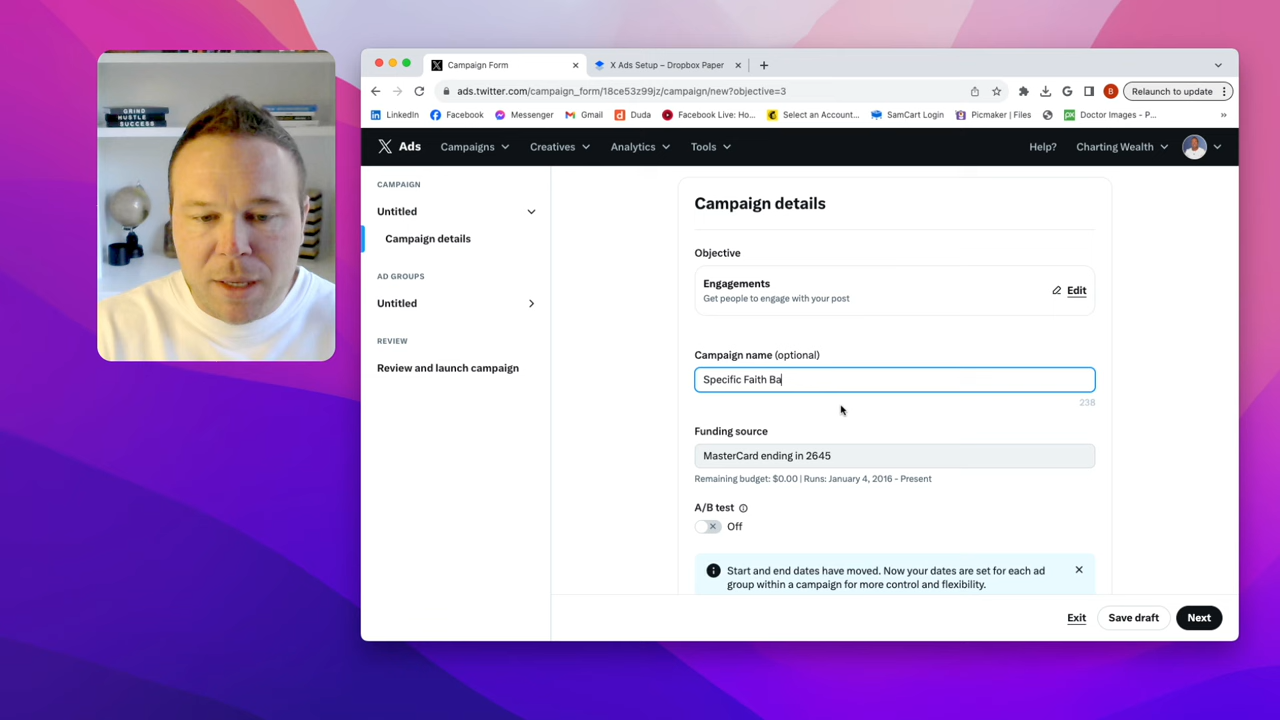 GRIND
HUSTLE
SUCCESS
Campaign Form
X Ads Setup – Dropbox Paper
ads.twitter.com/campaign_form/18ce53z99jz/campaign/new?objective=3
Relaunch to update
B
LinkedIn
Facebook
Messenger
Gmail
Duda
Facebook Live: Ho...
Select an Account...
SamCart Login
Picmaker | Files
Doctor Images - P...
»
X Ads
Campaigns
Creatives
Analytics
Tools
Help?
Charting Wealth
CAMPAIGN
Untitled
Campaign details
AD GROUPS
Untitled
REVIEW
Review and launch campaign
Campaign details
Objective
Engagements
Get people to engage with your post
Edit
Campaign name (optional)
Specific Faith Ba
238
Funding source
MasterCard ending in 2645
Remaining budget: $0.00 | Runs: January 4, 2016 - Present
A/B test
Off
Start and end dates have moved. Now your dates are set for each ad
group within a campaign for more control and flexibility.
Exit
Save draft
Next